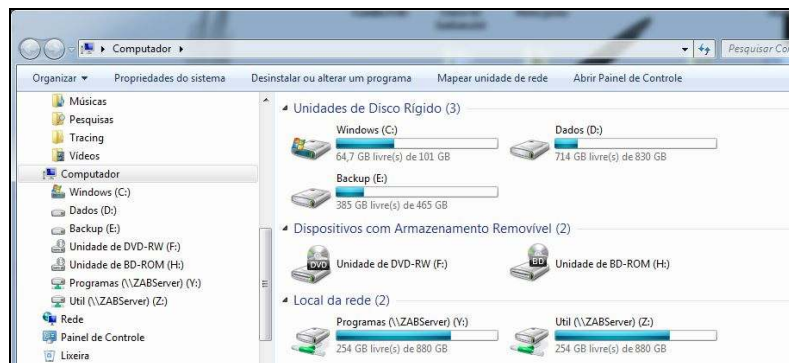 Computador
Pesquisar Co
Organizar
Propriedades do sistema
Desinstalar ou alterar um programa
Mapear unidade de rede
Abrir Painel de Controle
Músicas
Pesquisas
Tracing
Vídeos
Computador
Windows (C:)
Dados (D:)
Backup (E:)
Unidade de DVD-RW (F:)
Unidade de BD-ROM (H:)
Programas (\\ZABServer) (Y:)
Util (\\ZABServer) (Z:)
Rede
Painel de Controle
Lixeira
Unidades de Disco Rígido (3)
Windows (C:)
64,7 GB livre(s) de 101 GB
Dados (D:)
714 GB livre(s) de 830 GB
Backup (E:)
385 GB livre(s) de 465 GB
Dispositivos com Armazenamento Removível (2)
DVD
Unidade de DVD-RW (F:)
BD
Unidade de BD-ROM (H:)
Local da rede (2)
Programas (\\ZABServer) (Y:)
254 GB livre(s) de 880 GB
Util (\\ZABServer) (Z:)
254 GB livre(s) de 880 GB